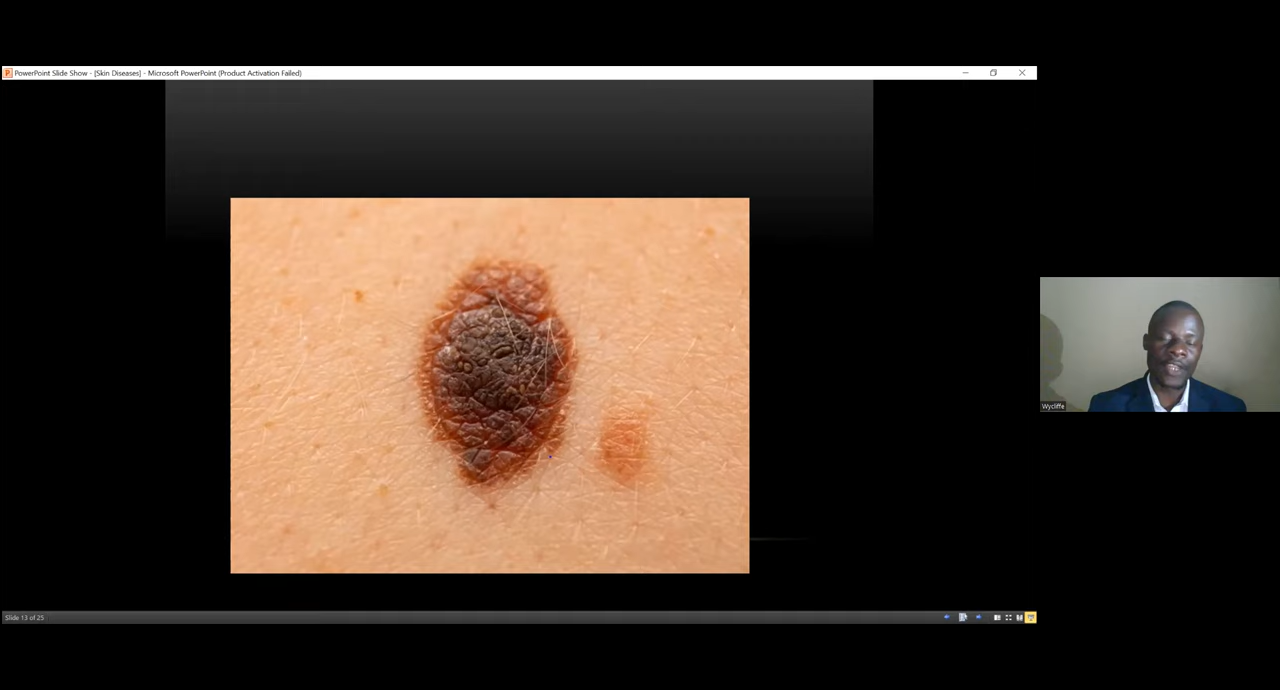 PowerPoint Slide Show - [Skin Diseases] - Microsoft PowerPoint (Product Activation Failed)
Wycliffe
Slide 13 of 25